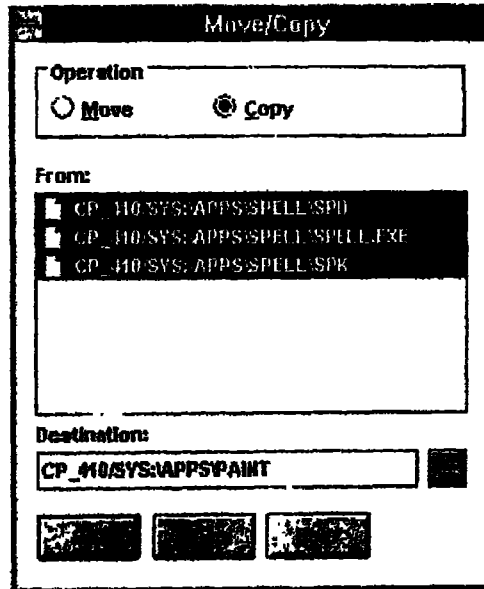 Move/Copy
Operation
Move
Copy
From:
CP_410/SYS:\APPS\SPELL\SPD
CP_410/SYS:\APPS\SPELL\SPELL.EXE
CP_410/SYS:\APPS\SPELL\SPK
Destination:
CP_410/SYS:\APPS\PAINT